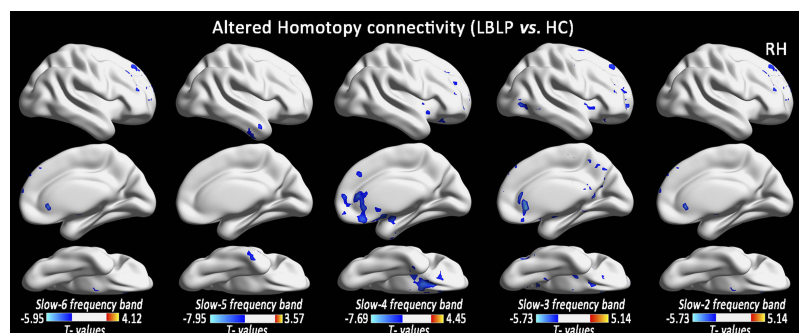 Altered Homotopy connectivity (LBLP vs. HC)
RH
Slow-6 frequency band
-5.95 4.12
T- values
Slow-5 frequency band
-7.95 3.57
T- values
Slow-4 frequency band
-7.69 4.45
T- values
Slow-3 frequency band
-5.73 5.14
T- values
Slow-2 frequency band
-5.73 5.14
T- values